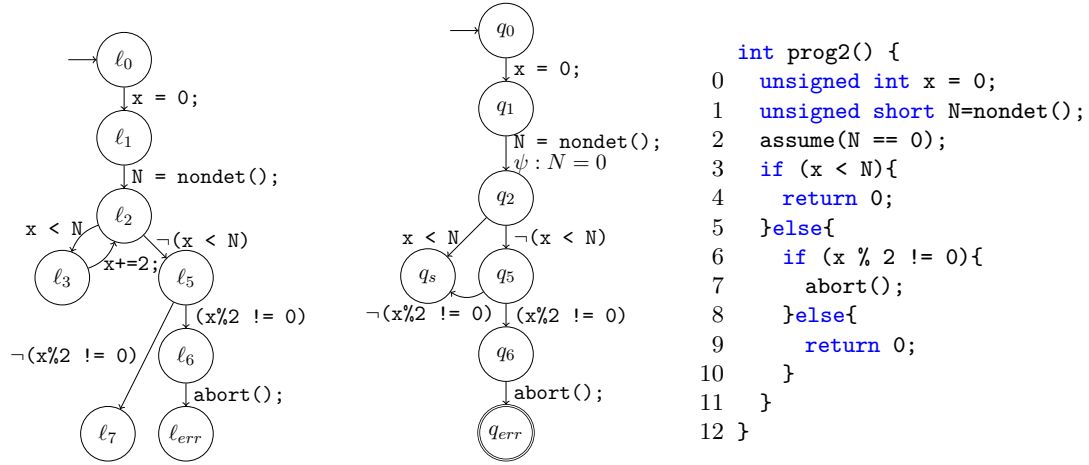 ℓ0
x = 0;
ℓ1
N = nondet();
ℓ2
x < N
¬(x < N)
x+=2;
ℓ3
ℓ5
(x%2 != 0)
¬(x%2 != 0)
ℓ6
abort();
ℓ7
ℓerr
q0
x = 0;
q1
N = nondet();
ψ : N = 0
q2
x < N
¬(x < N)
qs
q5
¬(x%2 != 0)
(x%2 != 0)
q6
abort();
qerr
int prog2() {
0 unsigned int x = 0;
1 unsigned short N=nondet();
2 assume(N == 0);
3 if (x < N){
4 return 0;
5 }else{
6 if (x % 2 != 0){
7 abort();
8 }else{
9 return 0;
10 }
11 }
12 }